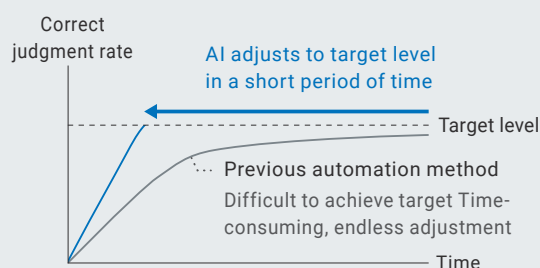 Correct
judgment rate
AI adjusts to target level
in a short period of time
Target level
Previous automation method
Difficult to achieve target Time-
consuming, endless adjustment
Time